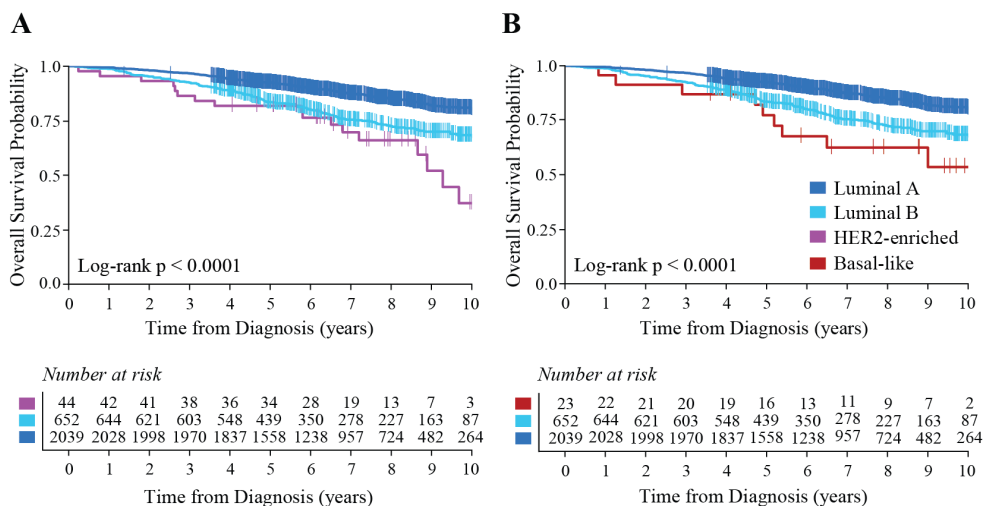 A
Overall Survival Probability
1.0
0.75
0.5
0.25
0.0
Log-rank p < 0.0001
0 1 2 3 4 5 6 7 8 9 10
Time from Diagnosis (years)
Number at risk
44 42 41 38 36 34 28 19 13 7 3
652 644 621 603 548 439 350 278 227 163 87
2039 2028 1998 1970 1837 1558 1238 957 724 482 264
0 1 2 3 4 5 6 7 8 9 10
Time from Diagnosis (years)
B
Overall Survival Probability
1.0
0.75
0.5
0.25
0.0
Luminal A
Luminal B
HER2-enriched
Basal-like
Log-rank p < 0.0001
0 1 2 3 4 5 6 7 8 9 10
Time from Diagnosis (years)
Number at risk
23 22 21 20 19 16 13 11 9 7 2
652 644 621 603 548 439 350 278 227 163 87
2039 2028 1998 1970 1837 1558 1238 957 724 482 264
0 1 2 3 4 5 6 7 8 9 10
Time from Diagnosis (years)